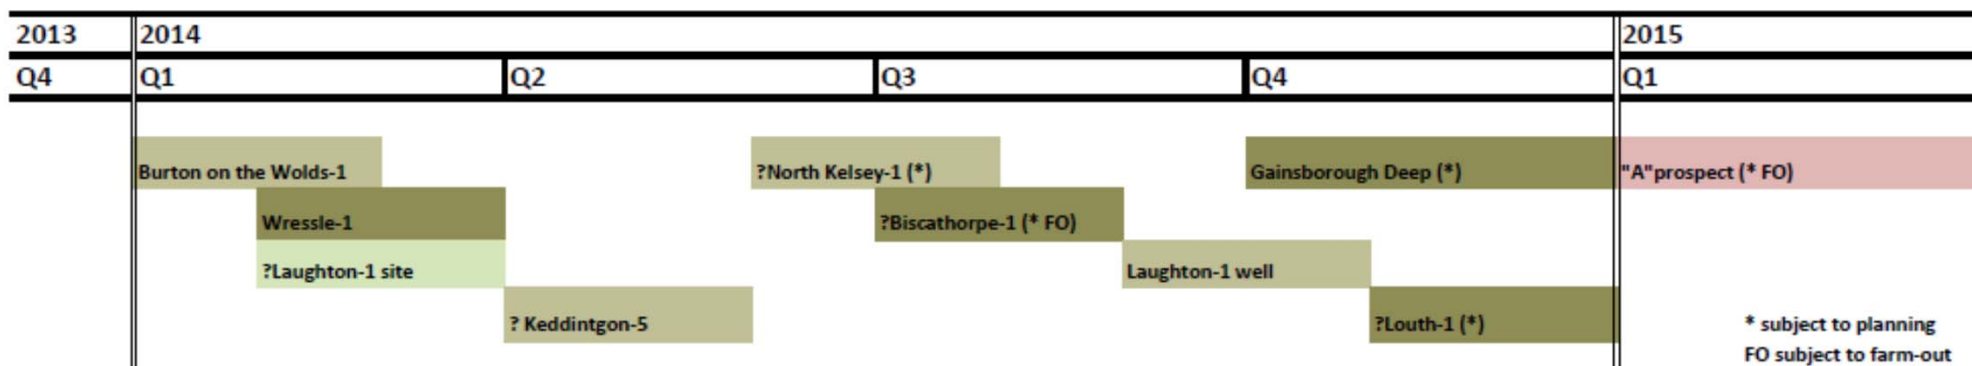 2013 2014 2015
Q4 Q1 Q2 Q3 Q4 Q1
Burton on the Wolds-1 ?North Kelsey-1 (*) Gainsborough Deep (*) "A"prospect (* FO)
Wressle-1 ?Biscathorpe-1 (* FO)
?Laughton-1 site Laughton-1 well
? Keddintgon-5 ?Louth-1 (*) * subject to planning
FO subject to farm-out